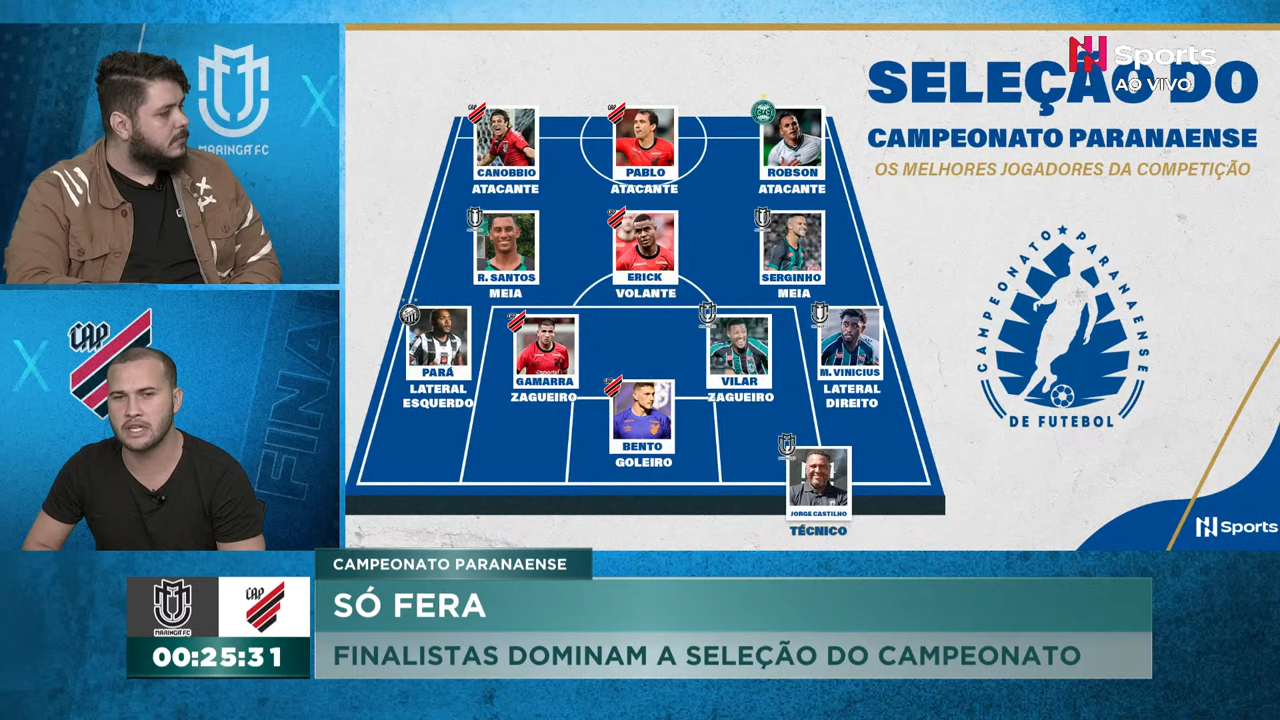 MARINGÁ FC
X
X
CAP
FINA
N Sports
AO VIVO
SELEÇÃO DO
CAMPEONATO PARANAENSE
OS MELHORES JOGADORES DA COMPETIÇÃO
CANOBBIO
ATACANTE
PABLO
ATACANTE
ROBSON
ATACANTE
R. SANTOS
MEIA
ERICK
VOLANTE
SERGINHO
MEIA
PARÁ
LATERAL
ESQUERDO
GAMARRA
ZAGUEIRO
VILAR
ZAGUEIRO
M. VINICIUS
LATERAL
DIREITO
BENTO
GOLEIRO
JORGE CASTILHO
TÉCNICO
CAMPEONATO PARANAENSE
DE FUTEBOL
N Sports
CAMPEONATO PARANAENSE
SÓ FERA
FINALISTAS DOMINAM A SELEÇÃO DO CAMPEONATO
MARINGÁ FC
CAP
00:25:31